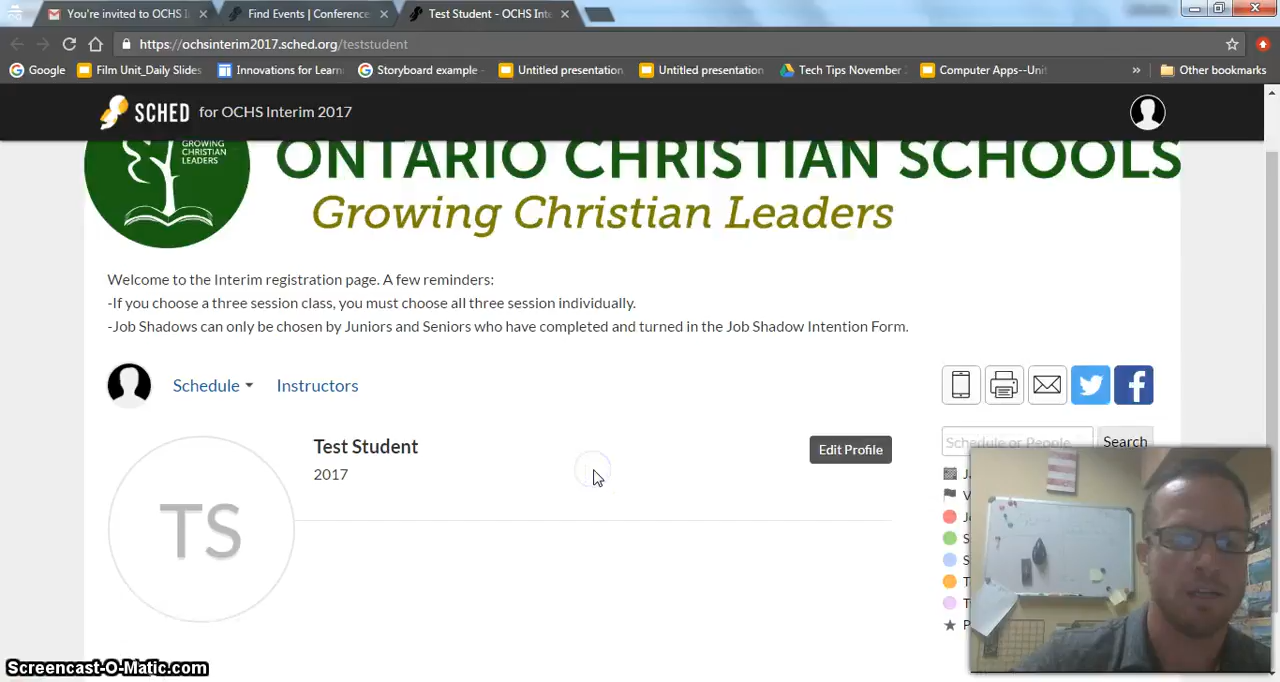 You're invited to OCHS I
Find Events | Conference
Test Student - OCHS Inte
https://ochsinterim2017.sched.org/teststudent
Google
Film Unit_Daily Slides
Innovations for Learn
Storyboard example
Untitled presentation
Untitled presentation
Tech Tips November
Computer Apps--Unit
»
Other bookmarks
SCHED for OCHS Interim 2017
GROWING
CHRISTIAN
LEADERS
ONTARIO CHRISTIAN SCHOOLS
Growing Christian Leaders
Welcome to the Interim registration page. A few reminders:
-If you choose a three session class, you must choose all three session individually.
-Job Shadows can only be chosen by Juniors and Seniors who have completed and turned in the Job Shadow Intention Form.
Schedule
Instructors
Test Student
2017
Edit Profile
TS
Schedule or People
Search
Screencast-O-Matic.com